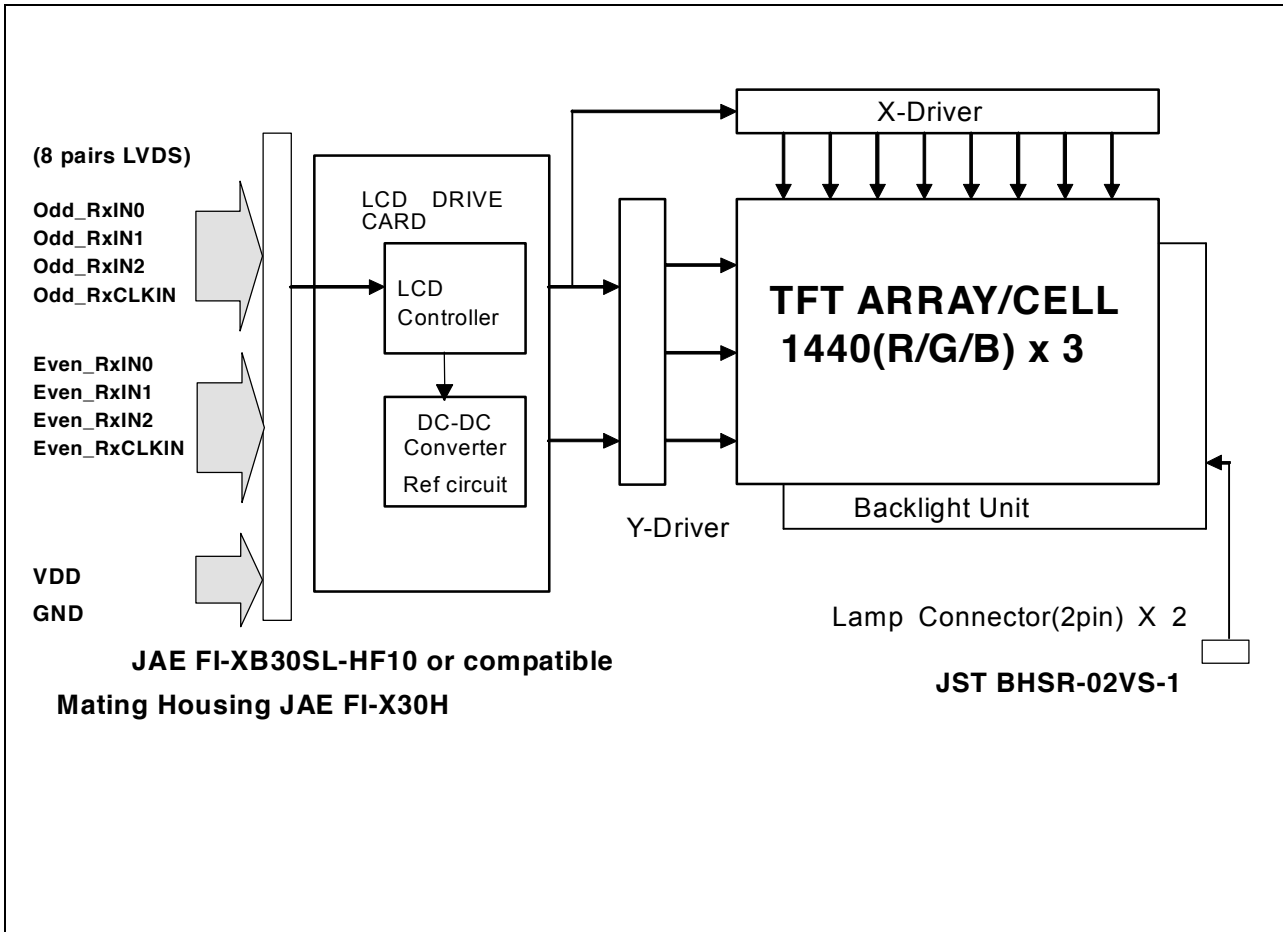 (8 pairs LVDS)
Odd_RxIN0
Odd_RxIN1
Odd_RxIN2
Odd_RxCLKIN
Even_RxIN0
Even_RxIN1
Even_RxIN2
Even_RxCLKIN
VDD
GND
LCD DRIVE
CARD
LCD
Controller
DC-DC
Converter
Ref circuit
X-Driver
Y-Driver
TFT ARRAY/CELL
1440(R/G/B) x 3
Backlight Unit
Lamp Connector(2pin) X 2
JST BHSR-02VS-1
JAE FI-XB30SL-HF10 or compatible
Mating Housing JAE FI-X30H